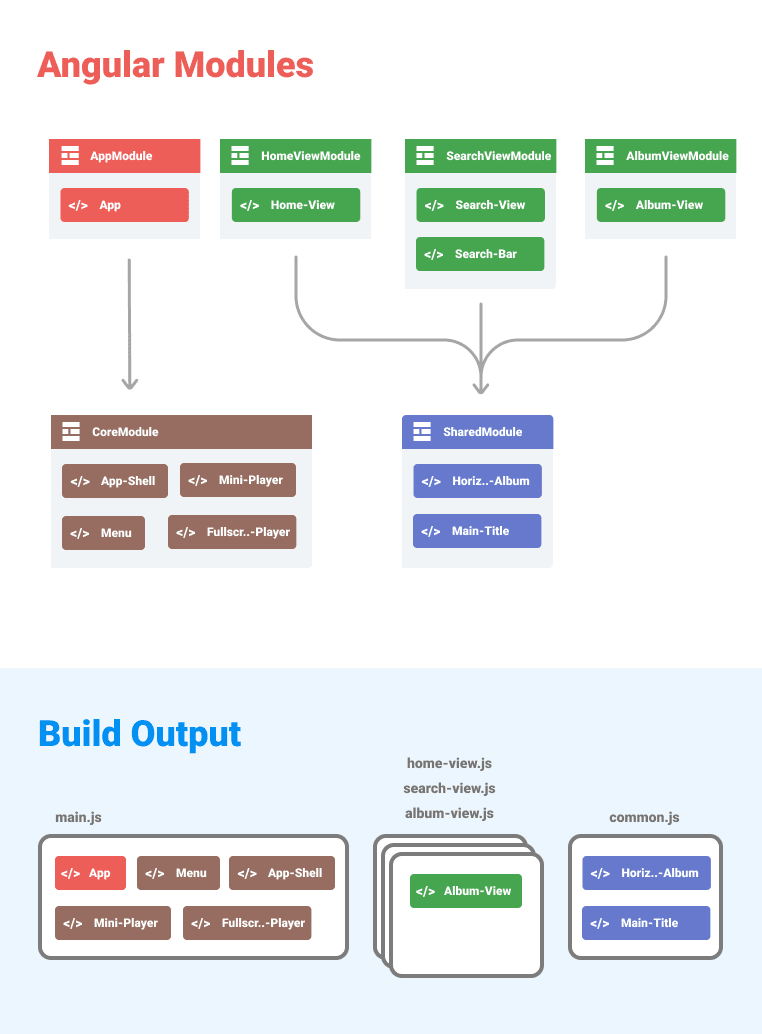 Angular Modules
AppModule
</> App
HomeViewModule
</> Home-View
SearchViewModule
</> Search-View
</> Search-Bar
AlbumViewModule
</> Album-View
CoreModule
</> App-Shell
</> Mini-Player
</> Menu
</> Fullscr..-Player
SharedModule
</> Horiz..-Album
</> Main-Title
Build Output
main.js
</> App
</> Menu
</> App-Shell
</> Mini-Player
</> Fullscr..-Player
home-view.js
search-view.js
album-view.js
</> Album-View
common.js
</> Horiz..-Album
</> Main-Title